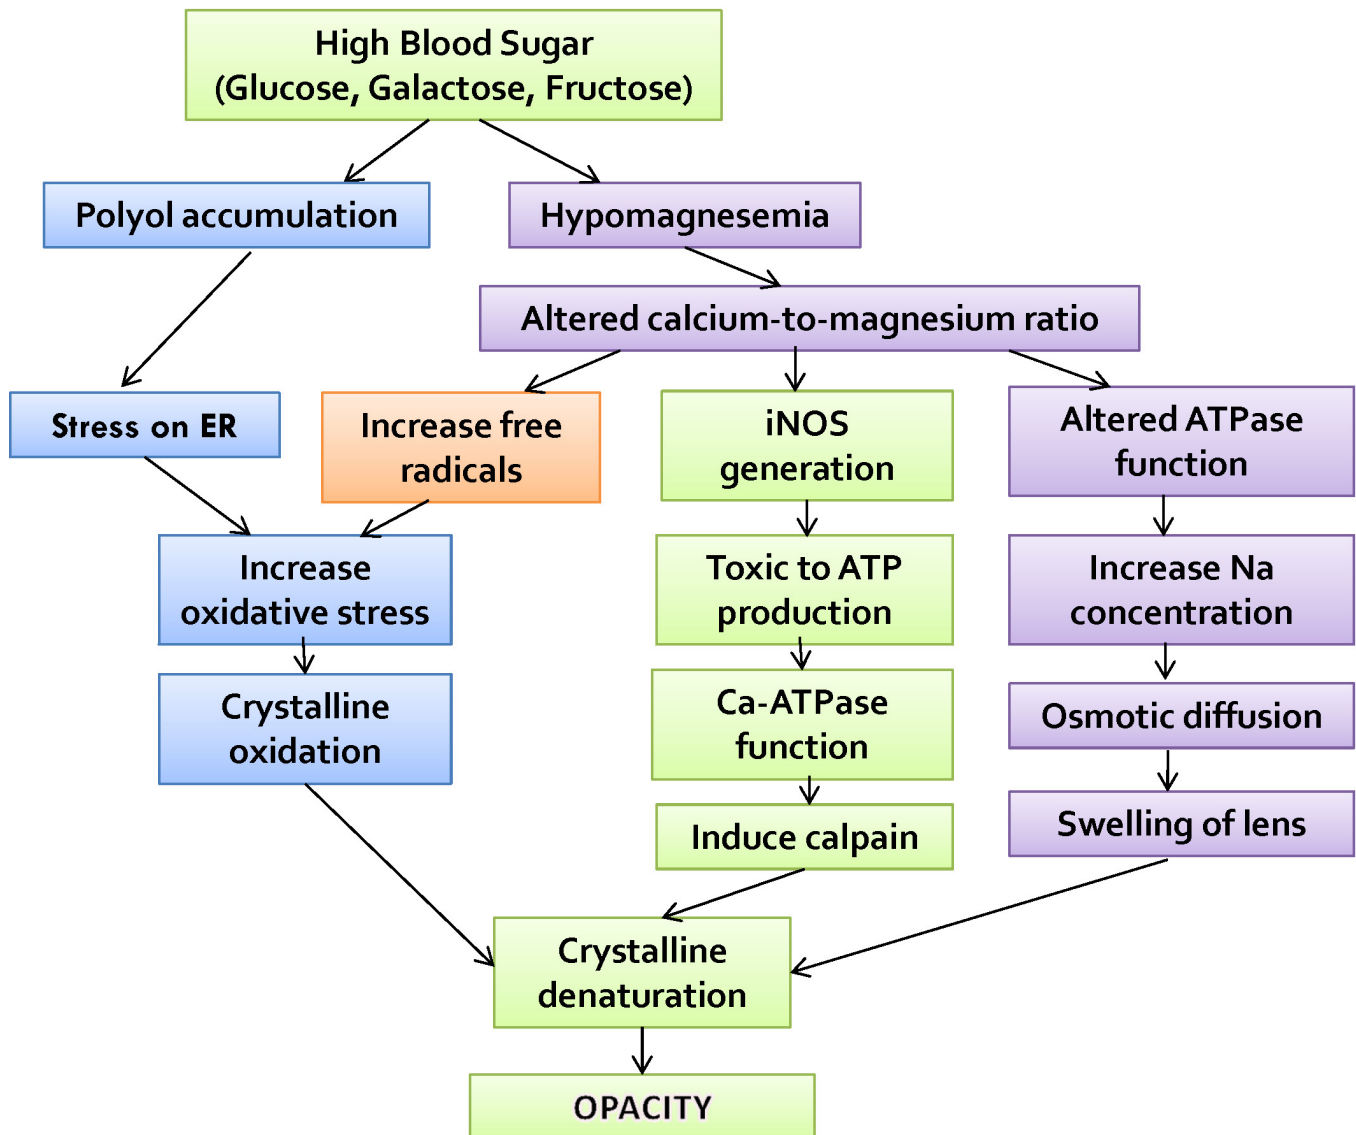 High Blood Sugar
(Glucose, Galactose, Fructose)
Polyol accumulation
Hypomagnesemia
Altered calcium-to-magnesium ratio
Stress on ER
Increase free
radicals
iNOS
generation
Altered ATPase
function
Increase
oxidative stress
Toxic to ATP
production
Increase Na
concentration
Crystalline
oxidation
Ca-ATPase
function
Osmotic diffusion
Induce calpain
Swelling of lens
Crystalline
denaturation
OPACITY